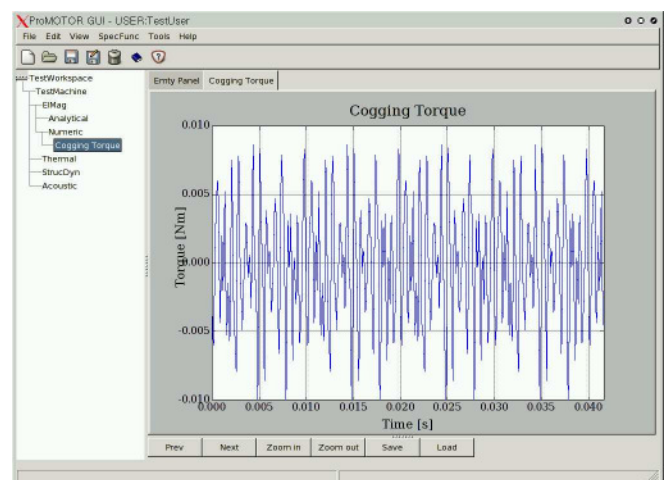 ProMOTOR GUI - USER:TestUser
File Edit View SpecFunc Tools Help
TestWorkspace
TestMachine
ElMag
Analytical
Numeric
Cogging Torque
Thermal
StrucDyn
Acoustic
Emty Panel Cogging Torque
Cogging Torque
0.010
0.005
0.000
-0.005
-0.010
Torque [Nm]
0.000 0.005 0.010 0.015 0.020 0.025 0.030 0.035 0.040
Time [s]
Prev Next Zoom in Zoom out Save Load